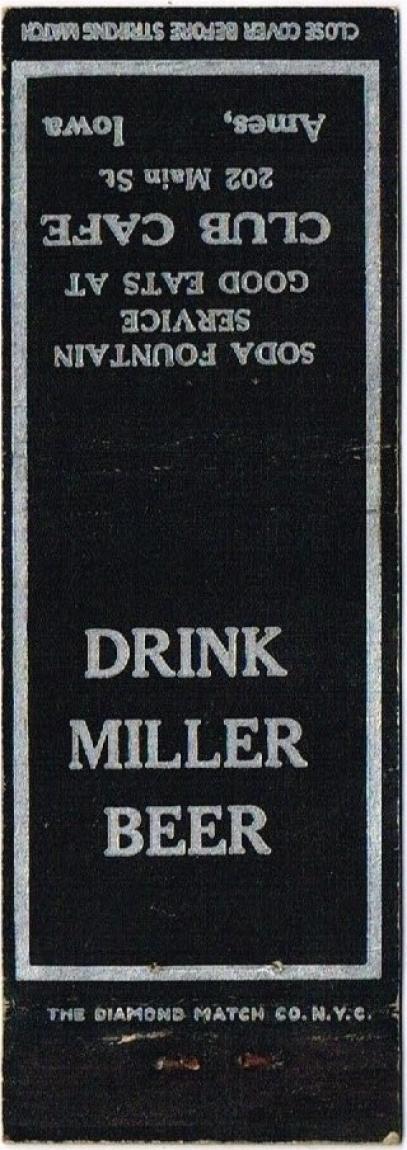 CLOSE COVER BEFORE STRIKING MATCH
SODA FOUNTAIN
SERVICE
GOOD EATS AT
CLUB CAFE
202 Main St.
Ames, Iowa
DRINK
MILLER
BEER
THE DIAMOND MATCH CO. N.Y.C.